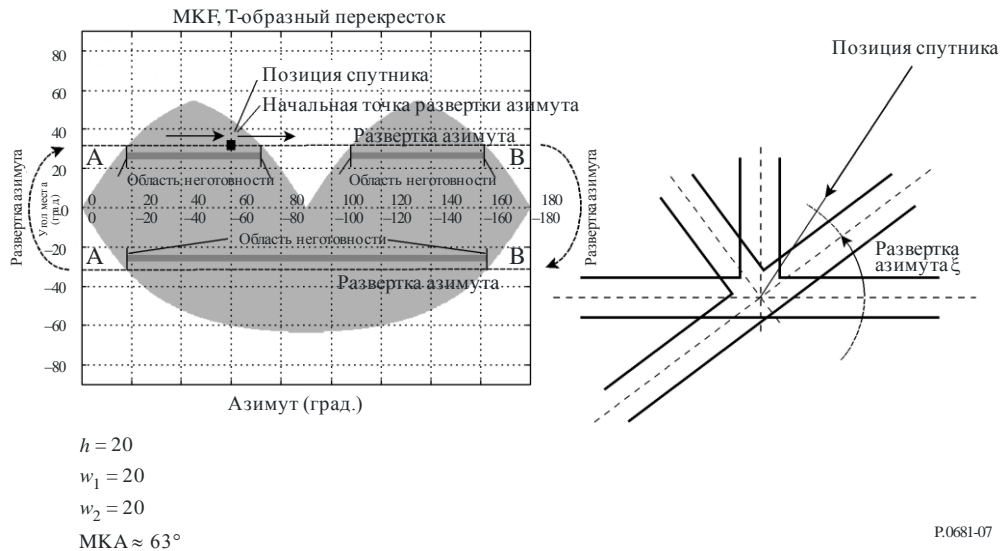 MKF, Т-образный перекресток
Позиция спутника
Начальная точка развертки азимута
Развертка азимута
80
60
40
20
0
–20
–40
–60
–80
Угол места
(град.)
Развертка азимута
Развертка азимута
A
B
Область неготовности
Область неготовности
0 20 40 60 80 100 120 140 160 180
0 –20 –40 –60 –80 –100 –120 –140 –160 –180
Область неготовности
A
B
Развертка азимута
Азимут (град.)
h = 20
w1 = 20
w2 = 20
MKA ≈ 63°
Позиция спутника
Развертка
азимута ξ
P.0681-07